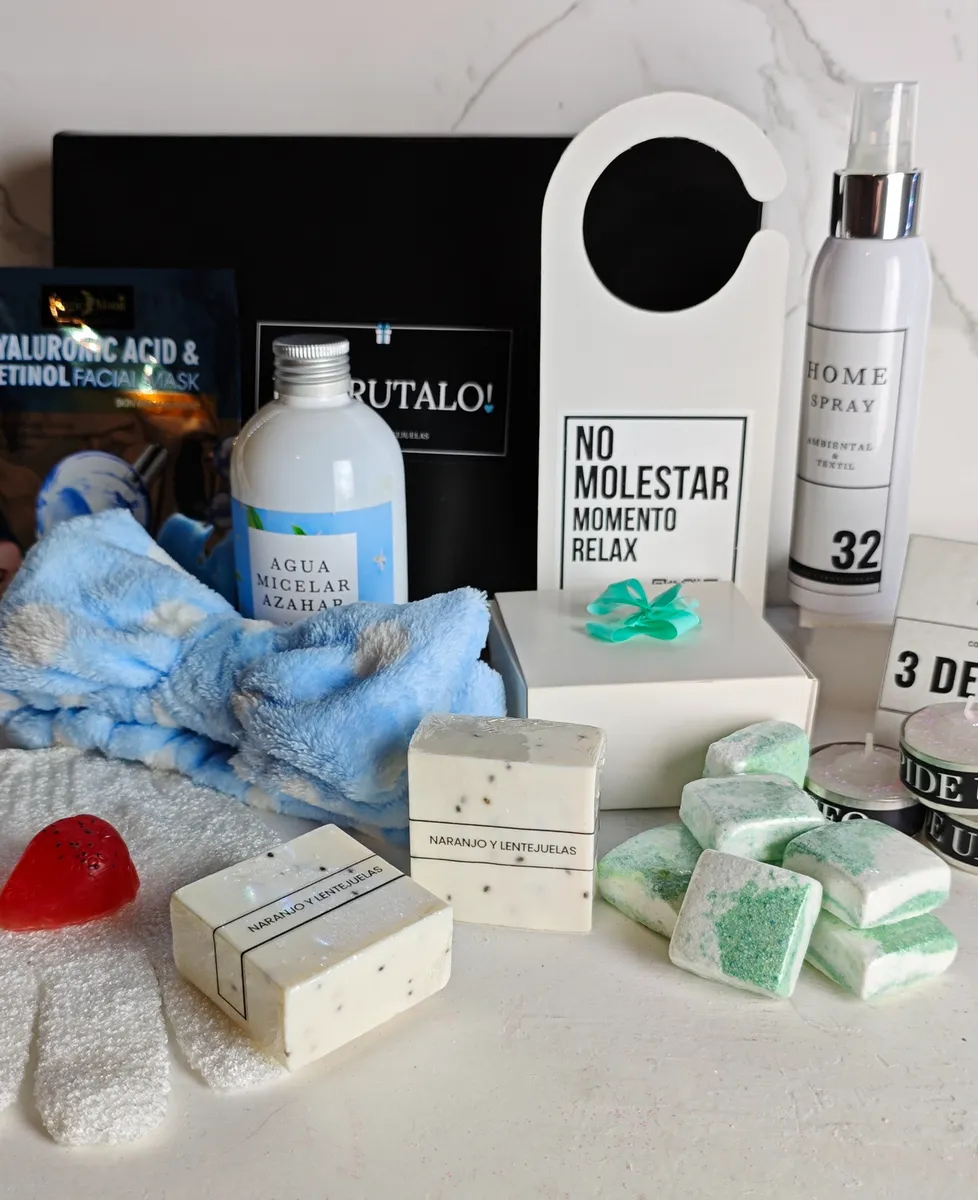 YALURONIC ACID &
ETINOL FACIAL MASK
RUTALO!
AGUA
MICELAR
AZAHAR
NO
MOLESTAR
MOMENTO
RELAX
HOME
SPRAY
AMBIENTAL
&
TEXTIL
32
3 DE
NARANJO Y LENTEJUELAS
NARANJO Y LENTEJUELAS
PIDE U
E U